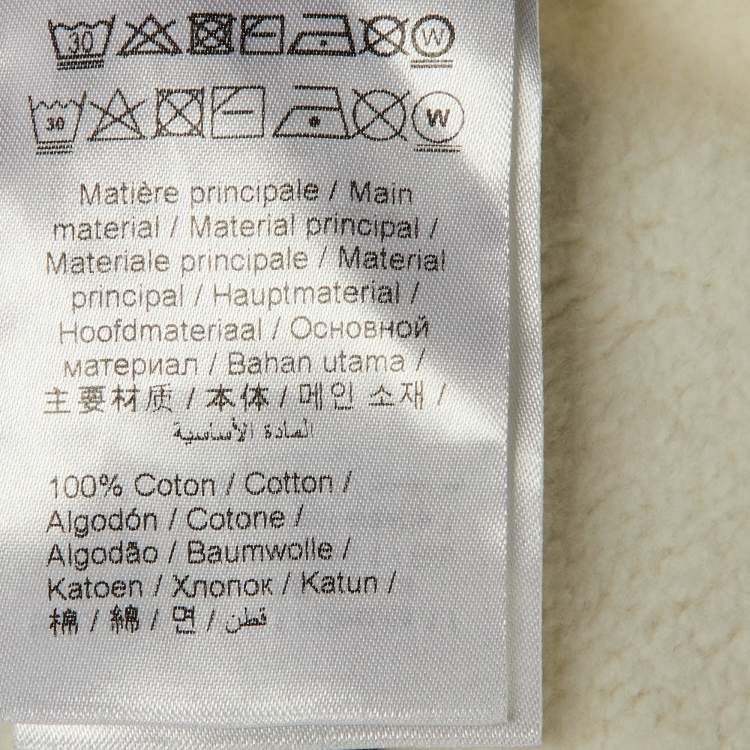 30 W
30 W
Matière principale / Main
material / Material principal /
Materiale principale / Material
principal / Hauptmaterial /
Hoofdmateriaal / Основной
материал / Bahan utama /
主要材质 / 本体 / 메인 소재 /
المادة الأساسية
100% Coton / Cotton /
Algodón / Cotone /
Algodão / Baumwolle /
Katoen / Хлопок / Katun /
棉 / 綿 / 면 / قطن